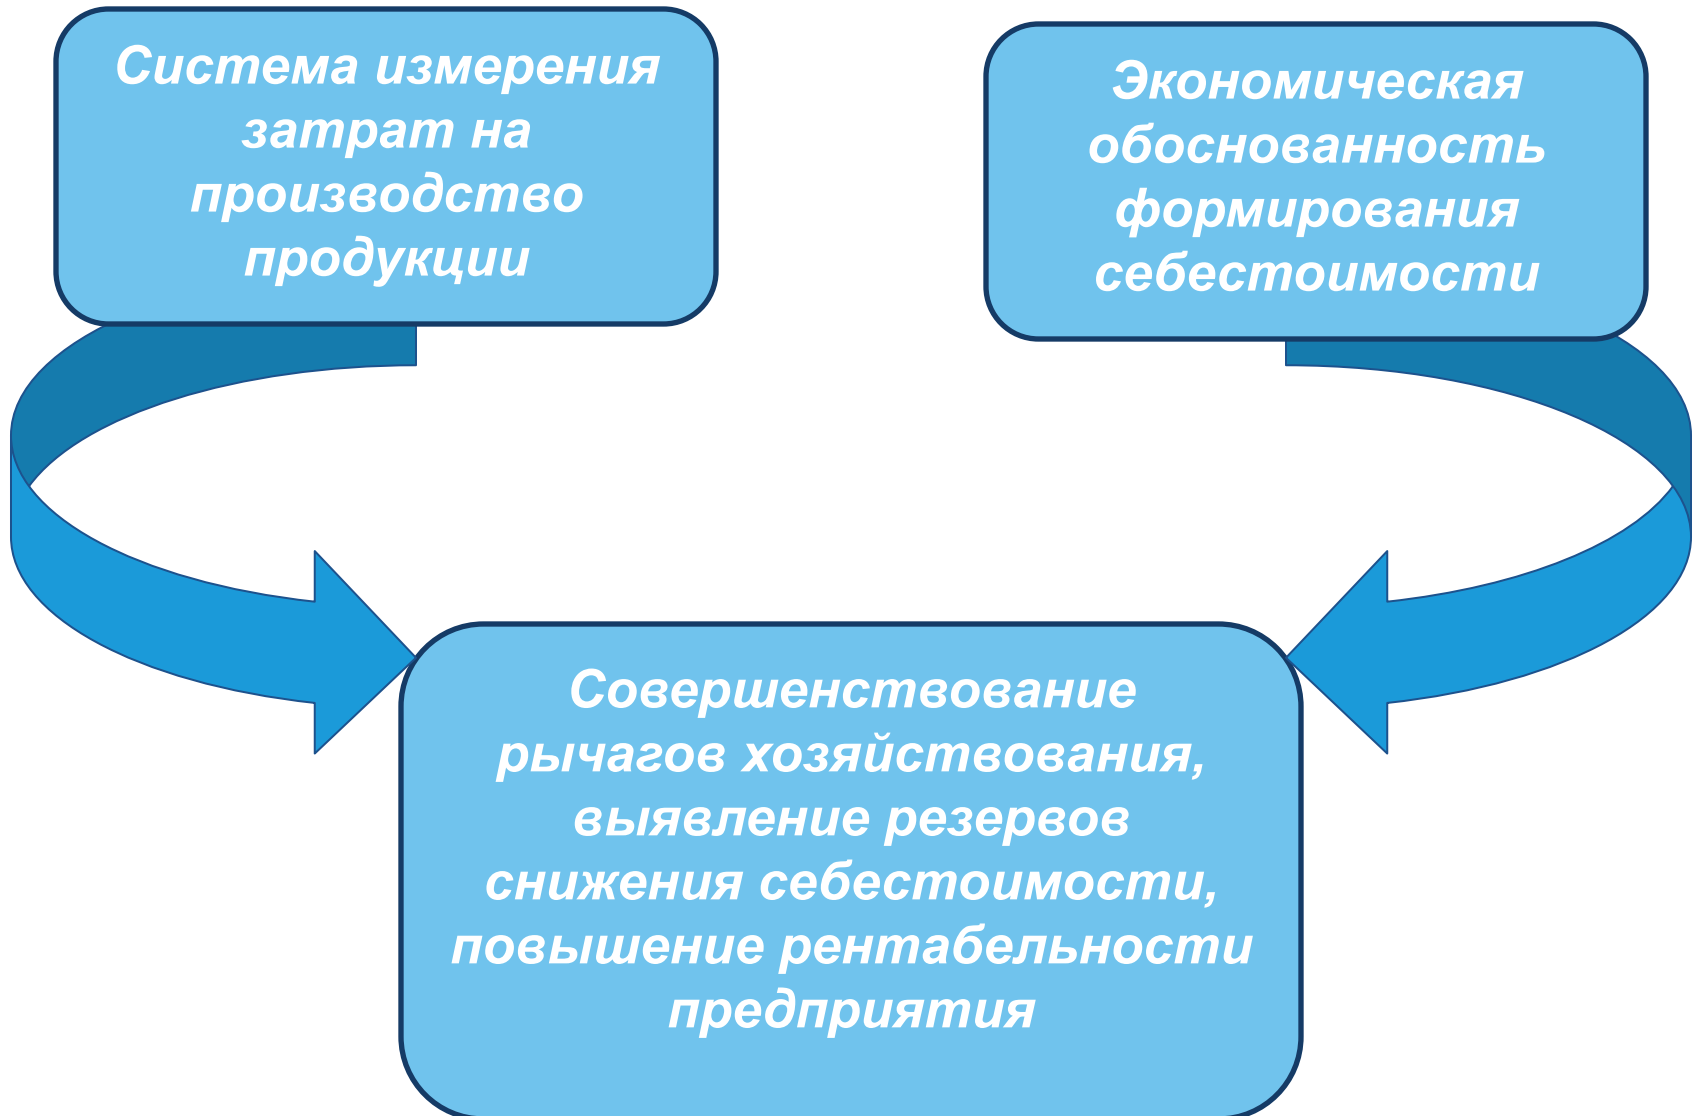 Система измерения
затрат на
производство
продукции
Экономическая
обоснованность
формирования
себестоимости
Совершенствование
рычагов хозяйствования,
выявление резервов
снижения себестоимости,
повышение рентабельности
предприятия